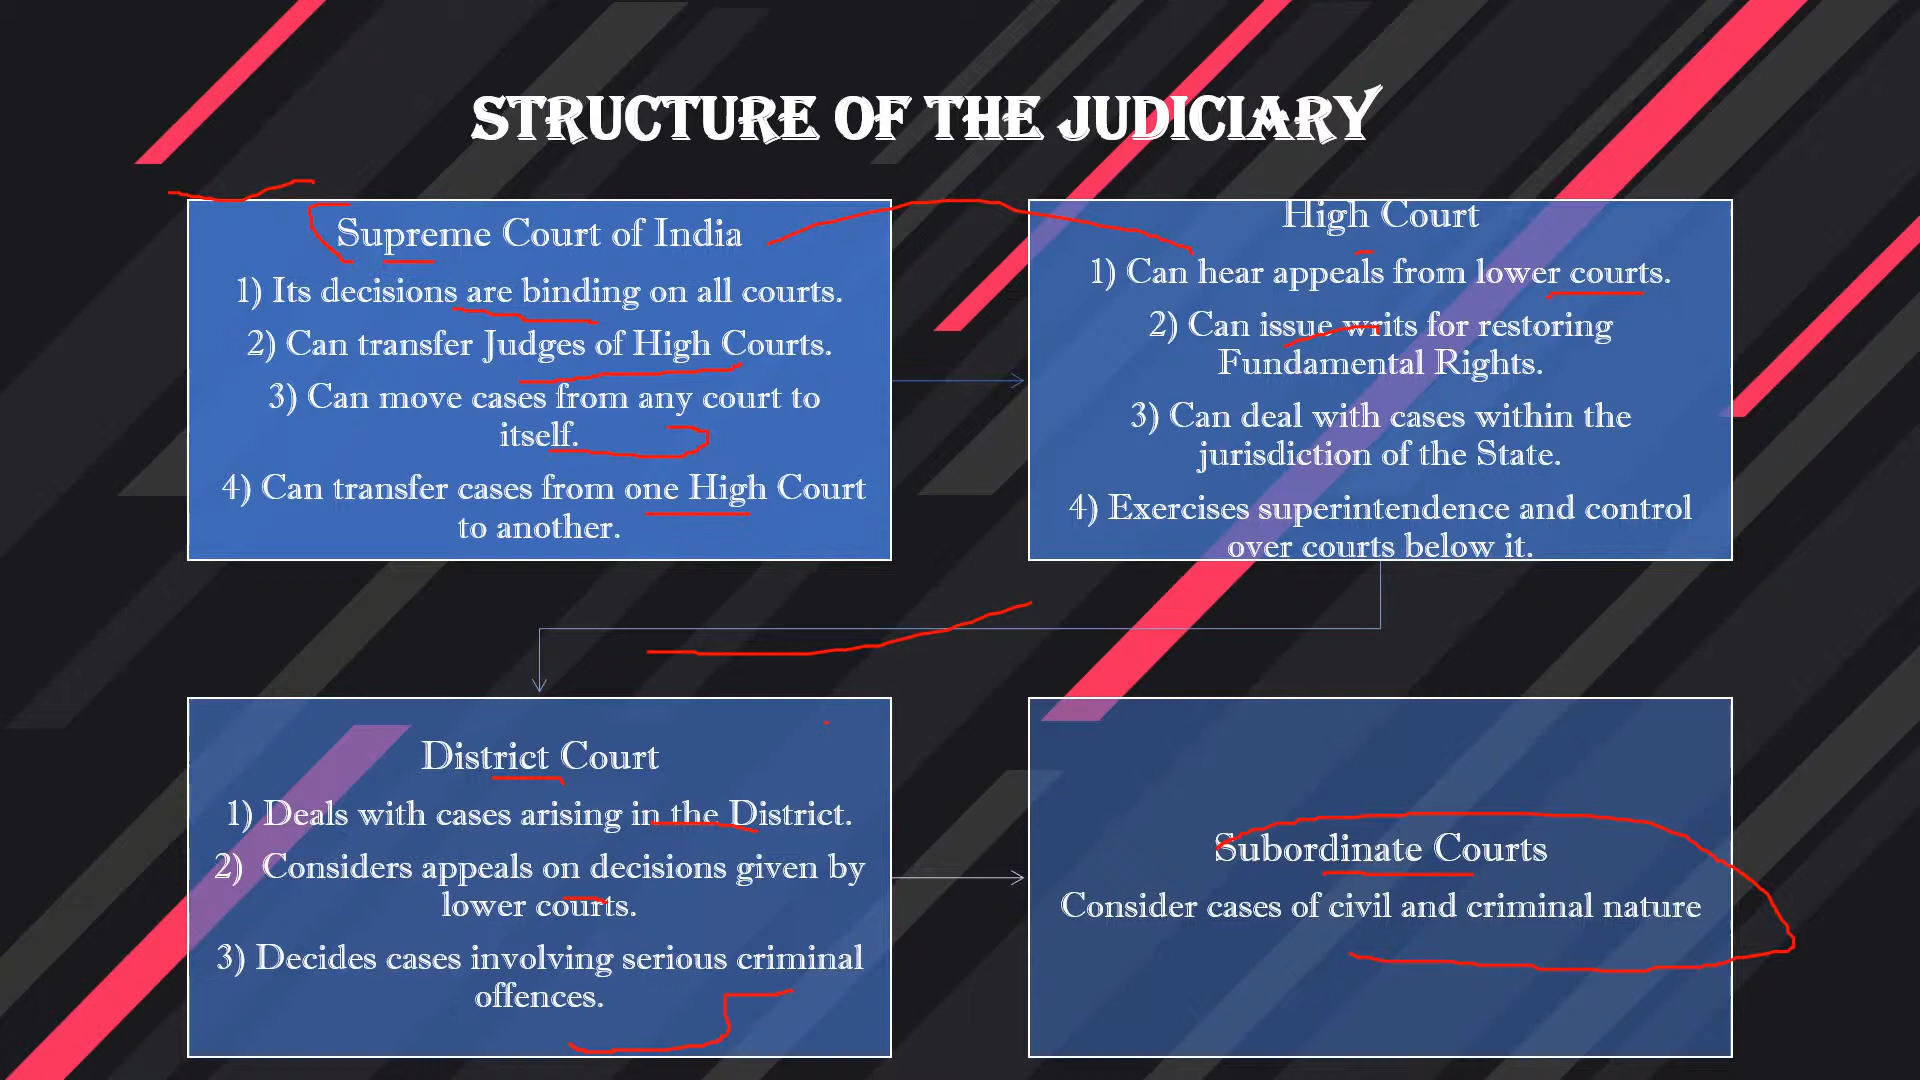 STRUCTURE OF THE JUDICIARY
Supreme Court of India
1) Its decisions are binding on all courts.
2) Can transfer Judges of High Courts.
3) Can move cases from any court to
itself.
4) Can transfer cases from one High Court
to another.
High Court
1) Can hear appeals from lower courts.
2) Can issue writs for restoring
Fundamental Rights.
3) Can deal with cases within the
jurisdiction of the State.
4) Exercises superintendence and control
over courts below it.
District Court
1) Deals with cases arising in the District.
2) Considers appeals on decisions given by
lower courts.
3) Decides cases involving serious criminal
offences.
Subordinate Courts
Consider cases of civil and criminal nature